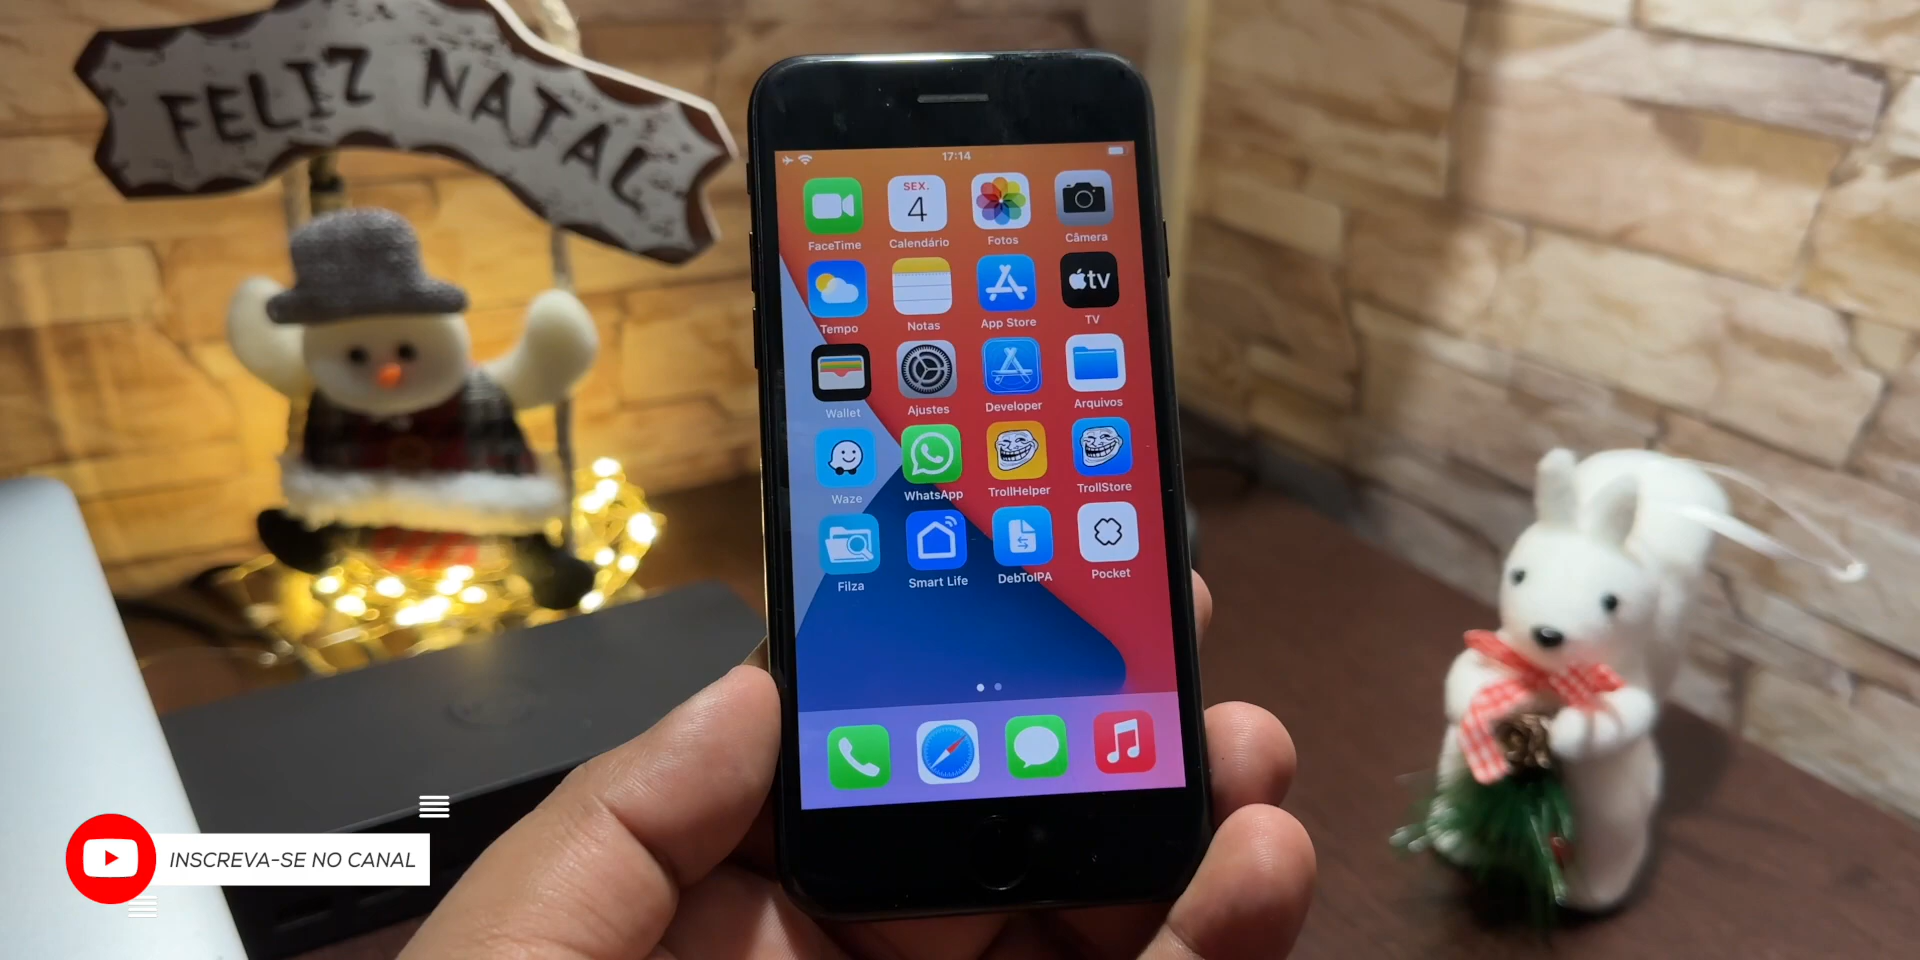 FELIZ NATAL
17:14
SEX.
4
FaceTime
Calendário
Fotos
Câmera
tv
Tempo
Notas
App Store
TV
Wallet
Ajustes
Developer
Arquivos
Waze
WhatsApp
TrollHelper
TrollStore
Filza
Smart Life
DebToIPA
Pocket
INSCREVA-SE NO CANAL